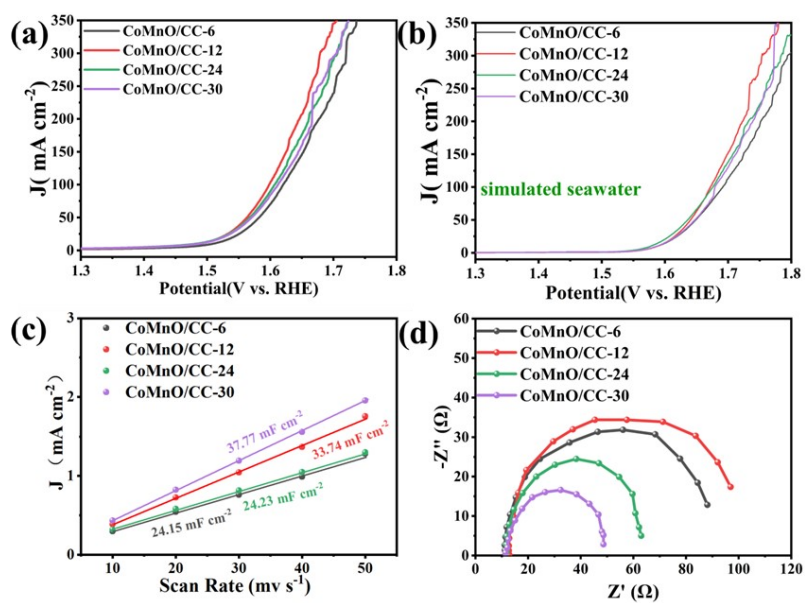 (a)
CoMnO/CC-6
CoMnO/CC-12
CoMnO/CC-24
CoMnO/CC-30
J( mA cm-2)
350
300
250
200
150
100
50
0
1.3 1.4 1.5 1.6 1.7 1.8
Potential(V vs. RHE)
(b)
CoMnO/CC-6
CoMnO/CC-12
CoMnO/CC-24
CoMnO/CC-30
simulated seawater
J( mA cm-2)
350
300
250
200
150
100
50
0
1.3 1.4 1.5 1.6 1.7 1.8
Potential(V vs. RHE)
(c)
CoMnO/CC-6
CoMnO/CC-12
CoMnO/CC-24
CoMnO/CC-30
37.77 mF cm-2
33.74 mF cm-2
24.23 mF cm-2
24.15 mF cm-2
J ( mA cm-2)
3
2
1
0
10 20 30 40 50
Scan Rate (mv s-1)
(d)
CoMnO/CC-6
CoMnO/CC-12
CoMnO/CC-24
CoMnO/CC-30
-Z'' (Ω)
60
50
40
30
20
10
0
0 20 40 60 80 100 120
Z' (Ω)